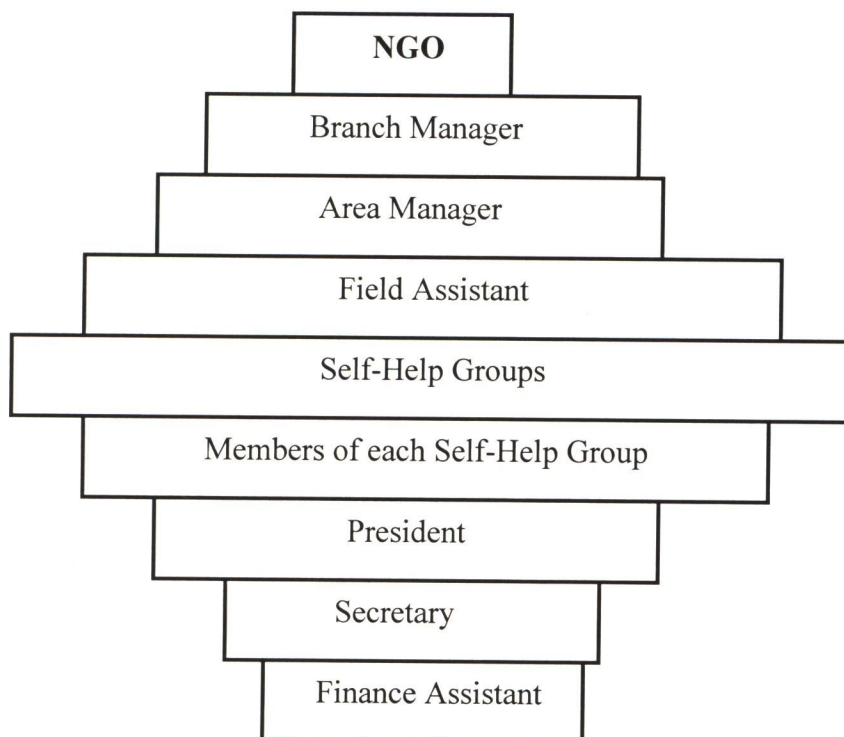 NGO
Branch Manager
Area Manager
Field Assistant
Self-Help Groups
Members of each Self-Help Group
President
Secretary
Finance Assistant